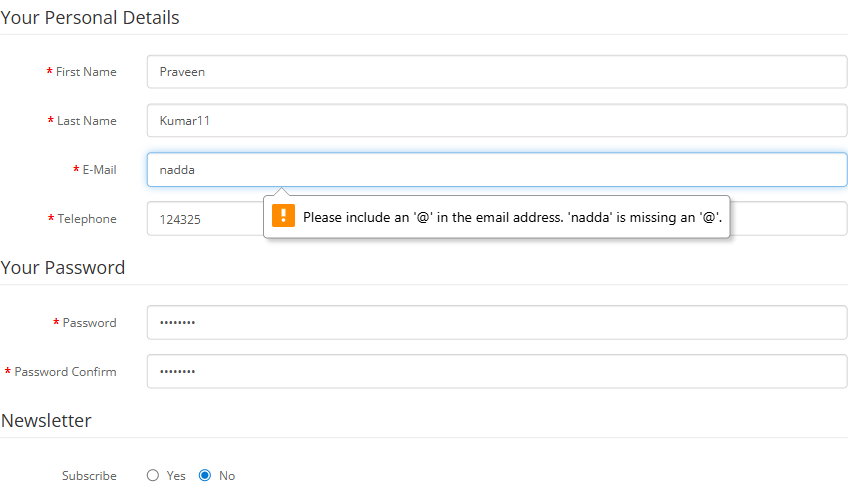 Your Personal Details
* First Name Praveen
* Last Name Kumar11
* E-Mail nadda
Please include an '@' in the email address. 'nadda' is missing an '@'.
* Telephone 124325
Your Password
* Password ••••••••
* Password Confirm ••••••••
Newsletter
Subscribe Yes No